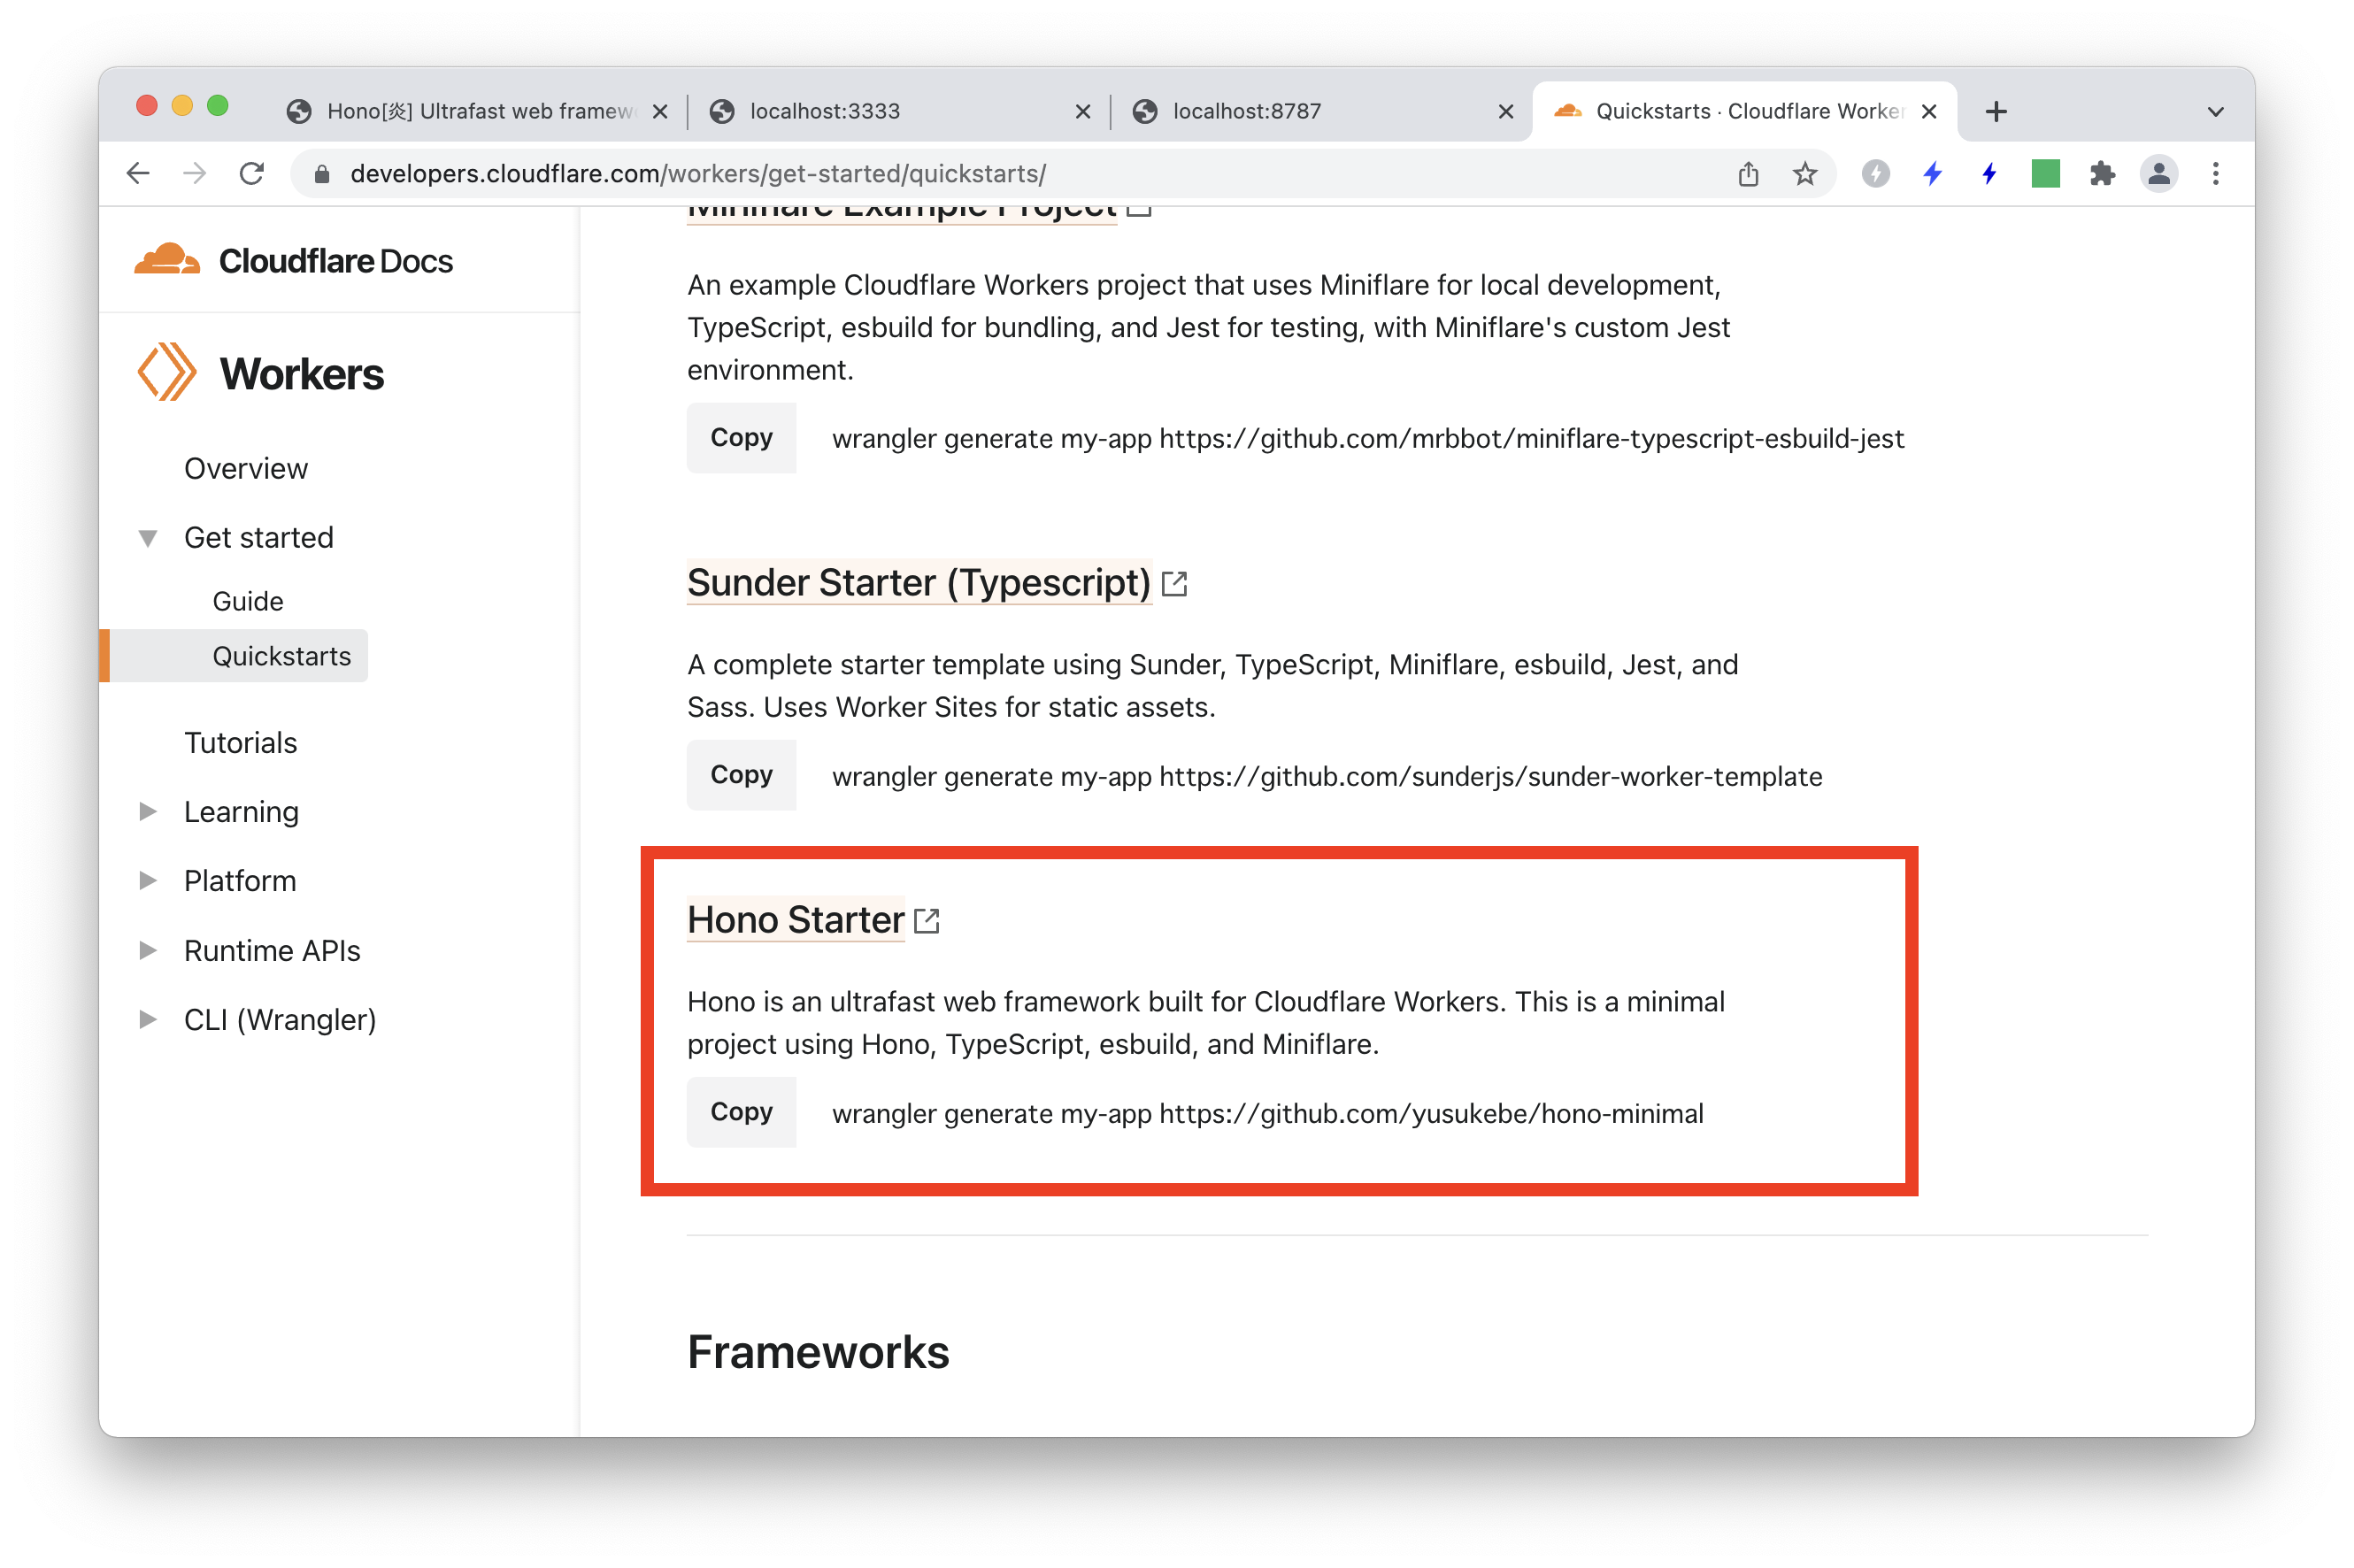 Hono[炎] Ultrafast web framew
localhost:3333
localhost:8787
Quickstarts · Cloudflare Worker
developers.cloudflare.com/workers/get-started/quickstarts/
Cloudflare Docs
Workers
Overview
Get started
Guide
Quickstarts
Tutorials
Learning
Platform
Runtime APIs
CLI (Wrangler)
Miniflare Example Project
An example Cloudflare Workers project that uses Miniflare for local development,
TypeScript, esbuild for bundling, and Jest for testing, with Miniflare's custom Jest
environment.
Copy wrangler generate my-app https://github.com/mrbbot/miniflare-typescript-esbuild-jest
Sunder Starter (Typescript)
A complete starter template using Sunder, TypeScript, Miniflare, esbuild, Jest, and
Sass. Uses Worker Sites for static assets.
Copy wrangler generate my-app https://github.com/sunderjs/sunder-worker-template
Hono Starter
Hono is an ultrafast web framework built for Cloudflare Workers. This is a minimal
project using Hono, TypeScript, esbuild, and Miniflare.
Copy wrangler generate my-app https://github.com/yusukebe/hono-minimal
Frameworks